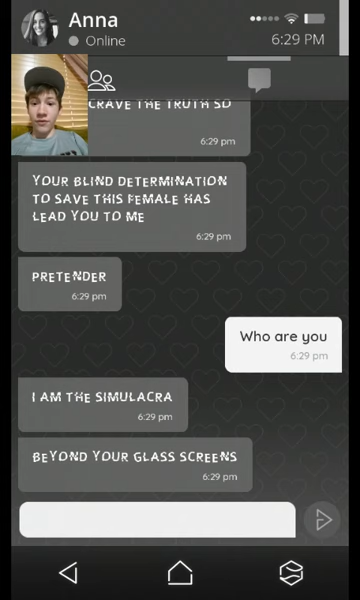 Anna
Online
6:29 PM
CRAVE THE TRUTH SO
6:29 pm
YOUR BLIND DETERMINATION
TO SAVE THIS FEMALE HAS
LEAD YOU TO ME
6:29 pm
PRETENDER
6:29 pm
Who are you
6:29 pm
I AM THE SIMULACRA
6:29 pm
BEYOND YOUR GLASS SCREENS
6:29 pm